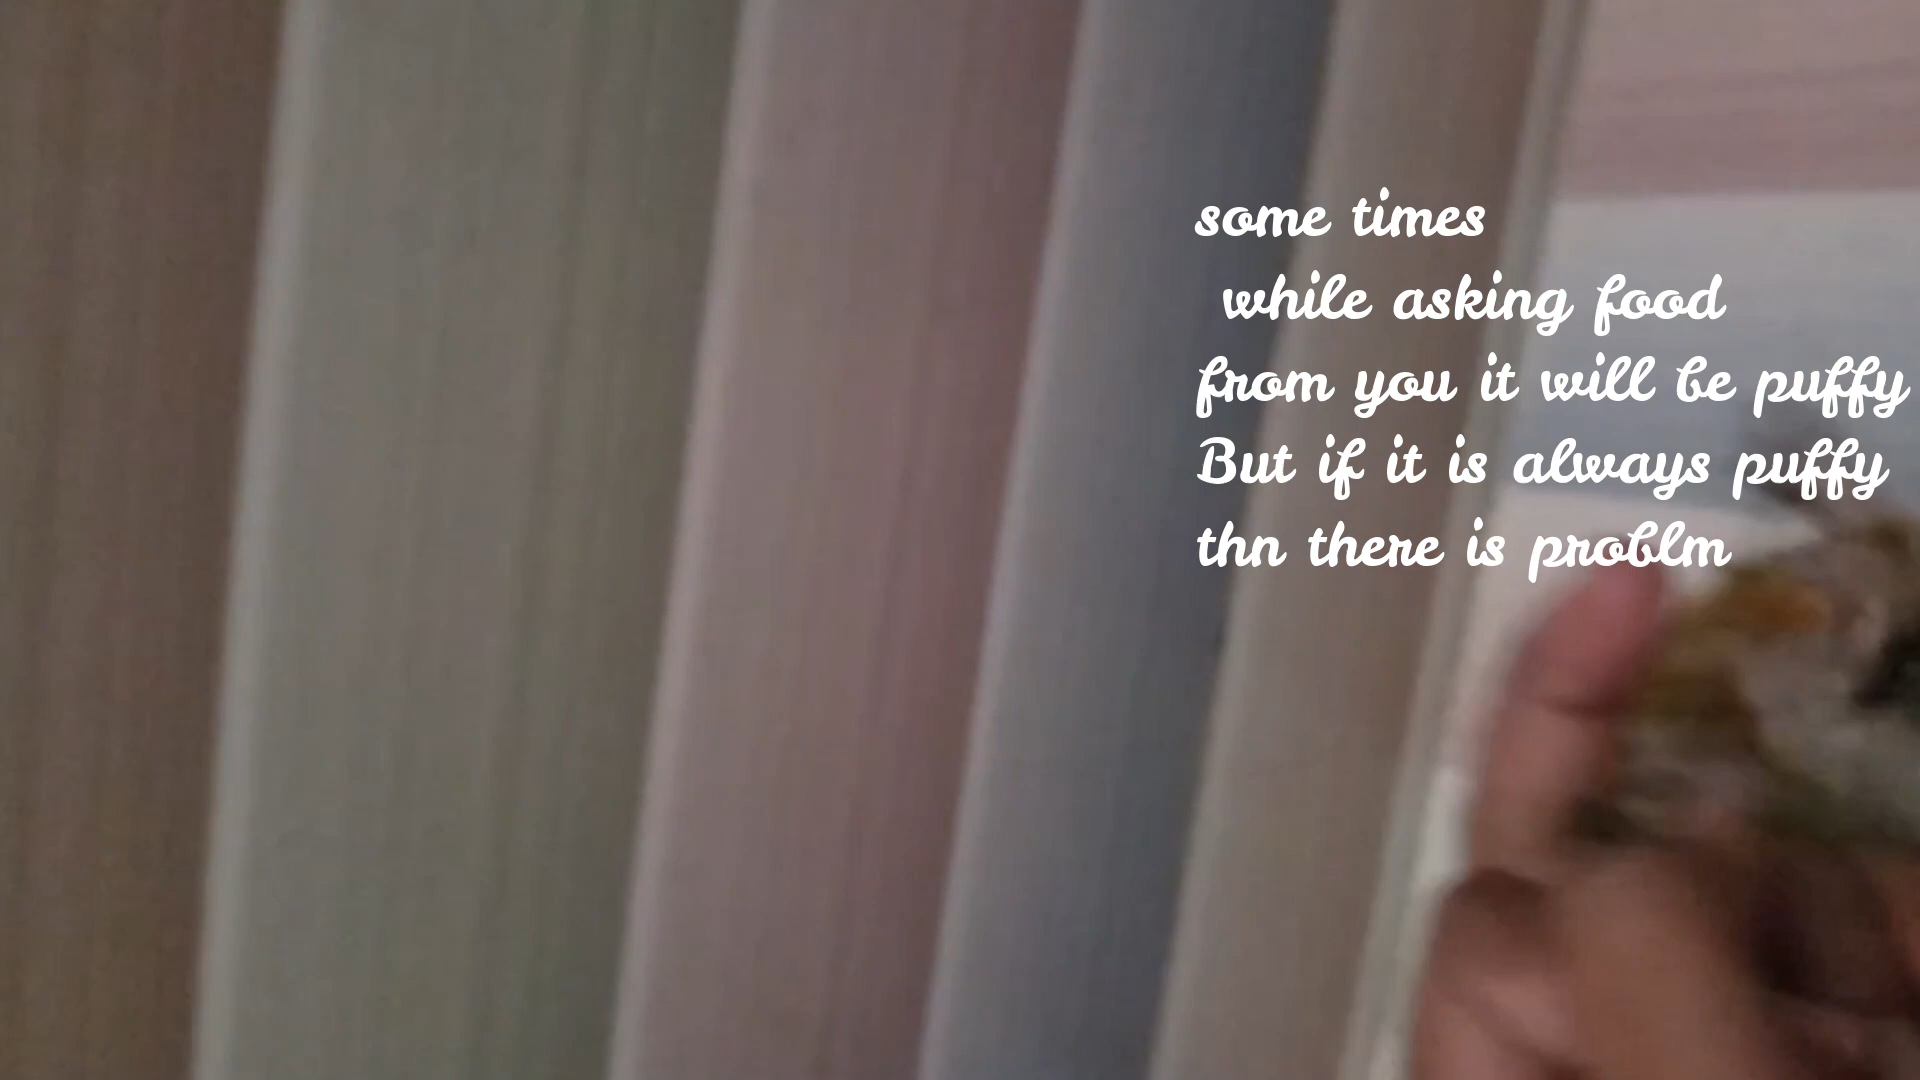 some times
while asking food
from you it will be puffy
But if it is always puffy
thn there is problm